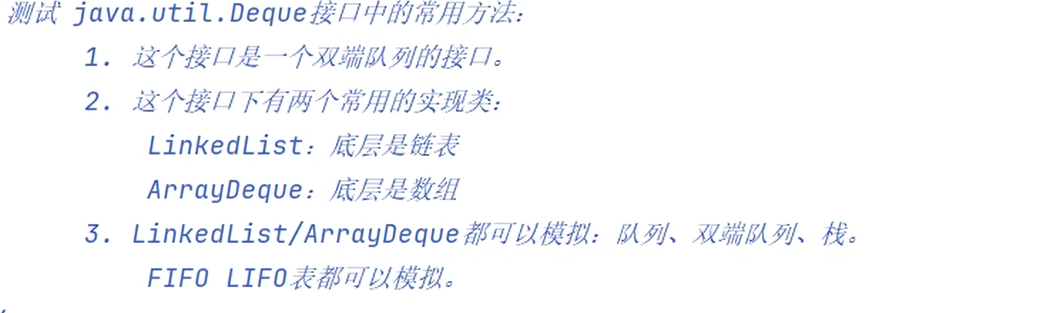 测试 java.util.Deque接口中的常用方法：
1. 这个接口是一个双端队列的接口。
2. 这个接口下有两个常用的实现类：
LinkedList：底层是链表
ArrayDeque：底层是数组
3. LinkedList/ArrayDeque都可以模拟：队列、双端队列、栈。
FIFO LIFO表都可以模拟。